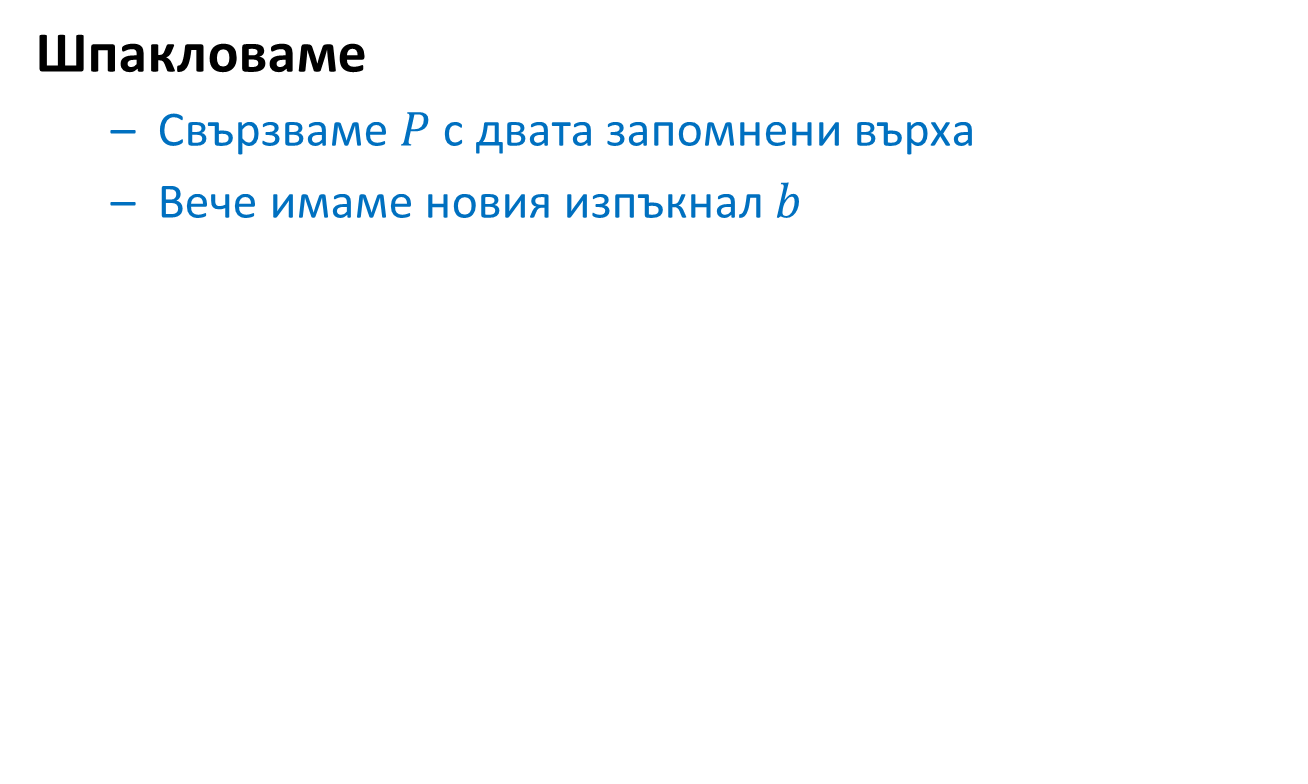 Шпакловаме
– Свързваме P с двата запомнени върха
– Вече имаме новия изпъкнал b